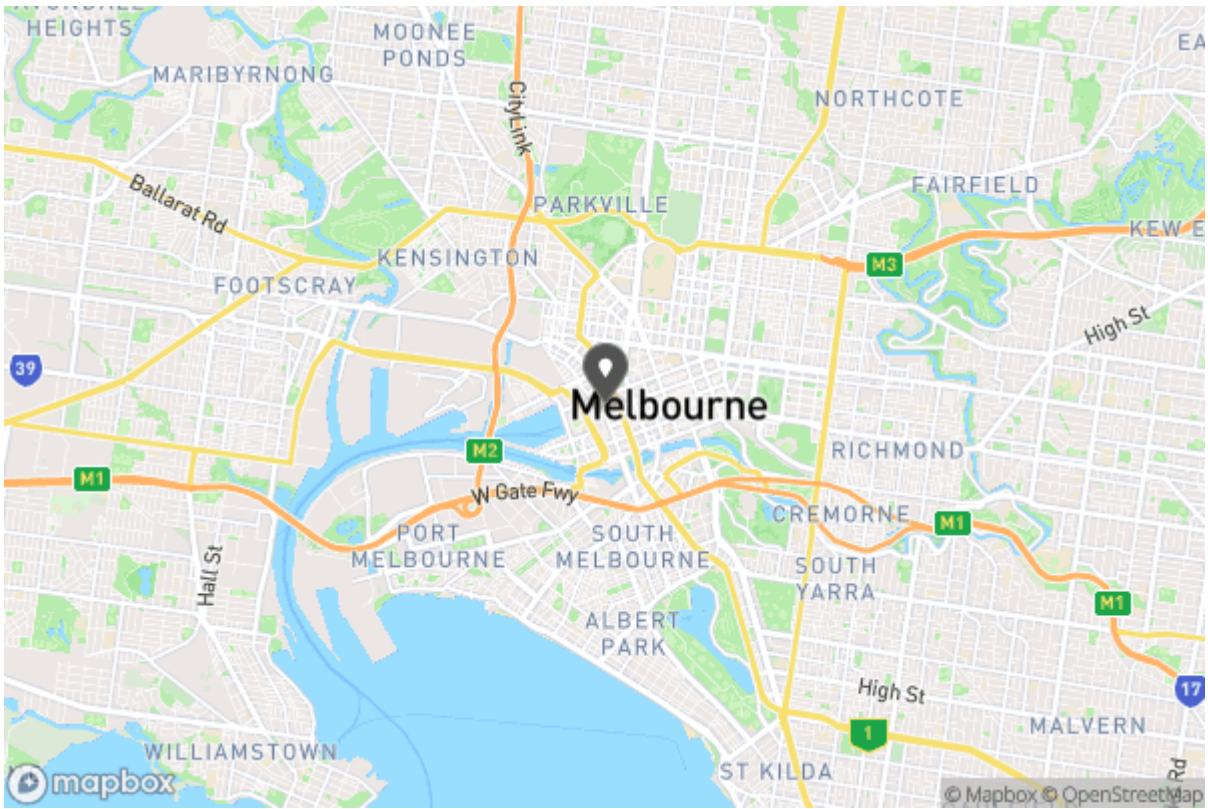 AVONDALE
HEIGHTS
MOONEE
PONDS
MARIBYRNONG
CityLink
NORTHCOTE
Ballarat Rd
PARKVILLE
FAIRFIELD
KEW E
KENSINGTON
M3
FOOTSCRAY
High St
39
Melbourne
M2
RICHMOND
M1
W Gate Fwy
CREMORNE
M1
PORT
MELBOURNE
SOUTH
MELBOURNE
SOUTH
YARRA
Hall St
M1
ALBERT
PARK
High St
17
MALVERN
1
WILLIAMSTOWN
ST KILDA
Rd
mapbox
© Mapbox © OpenStreetMap